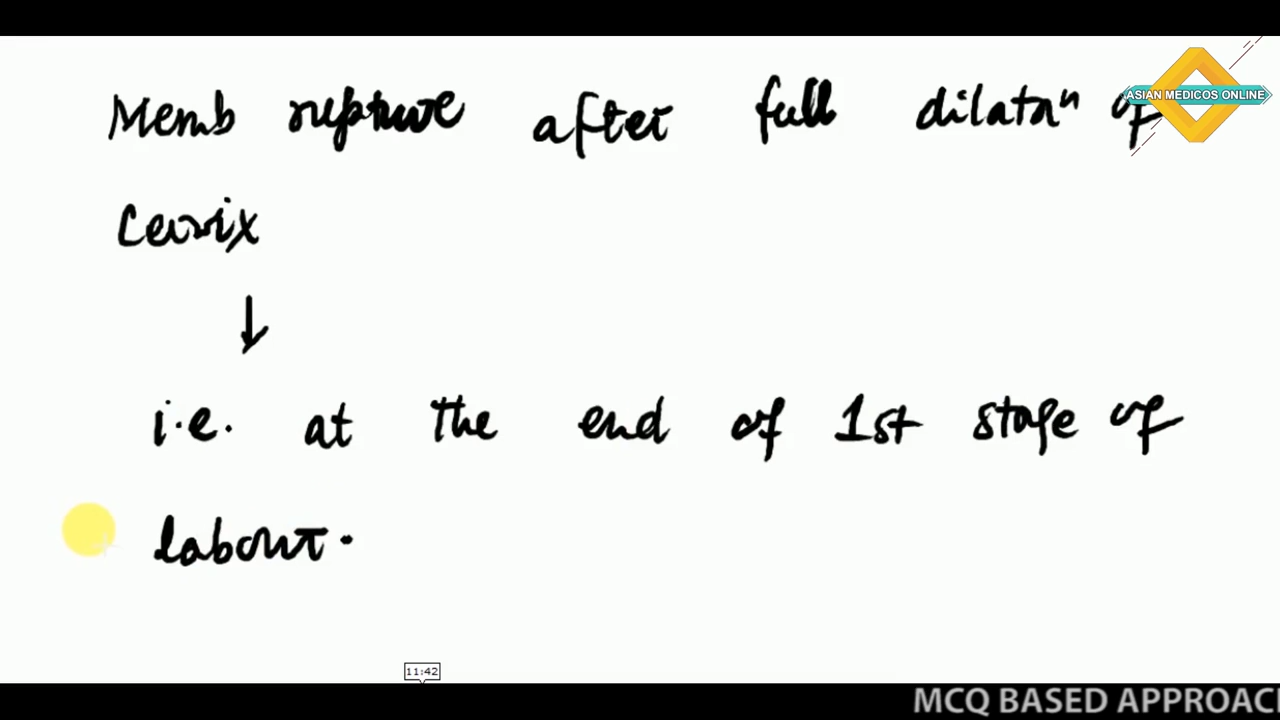 ASIAN MEDICOS ONLINE
Memb rupture after full dilatan of
Cervix
↓
i.e. at the end of 1st stage of
labour.
11:42
MCQ BASED APPROAC